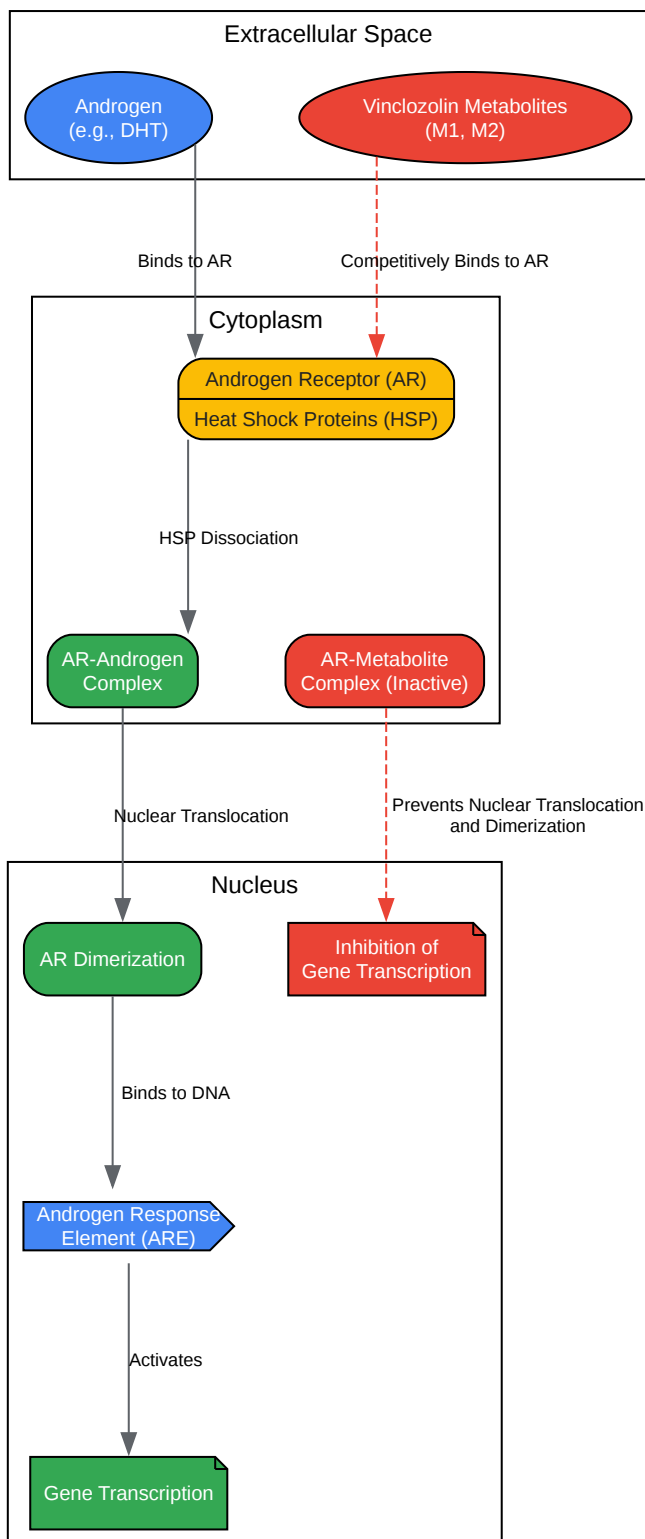 Extracellular Space
Androgen
(e.g., DHT)
Vinclozolin Metabolites
(M1, M2)
Binds to AR
Competitively Binds to AR
Cytoplasm
Androgen Receptor (AR)
Heat Shock Proteins (HSP)
HSP Dissociation
AR-Androgen
Complex
AR-Metabolite
Complex (Inactive)
Nuclear Translocation
Prevents Nuclear Translocation
and Dimerization
Nucleus
AR Dimerization
Inhibition of
Gene Transcription
Binds to DNA
Androgen Response
Element (ARE)
Activates
Gene Transcription